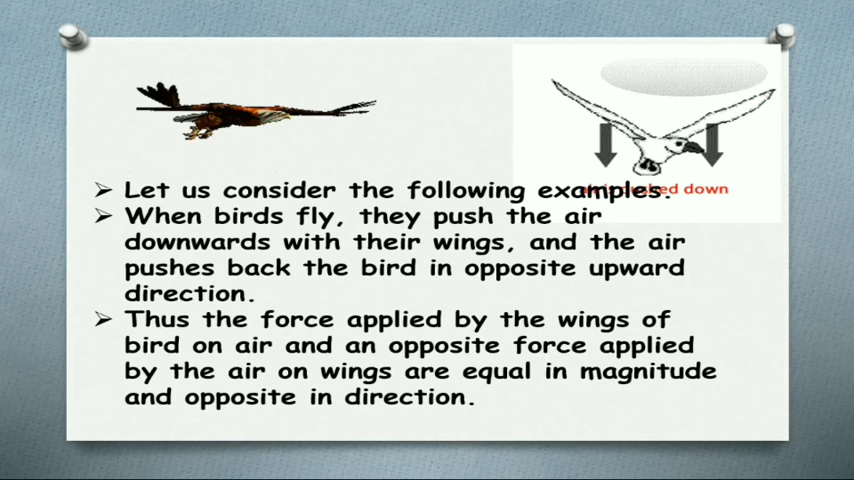 Let us consider the following examples.
pushed down
When birds fly, they push the air
downwards with their wings, and the air
pushes back the bird in opposite upward
direction.
Thus the force applied by the wings of
bird on air and an opposite force applied
by the air on wings are equal in magnitude
and opposite in direction.